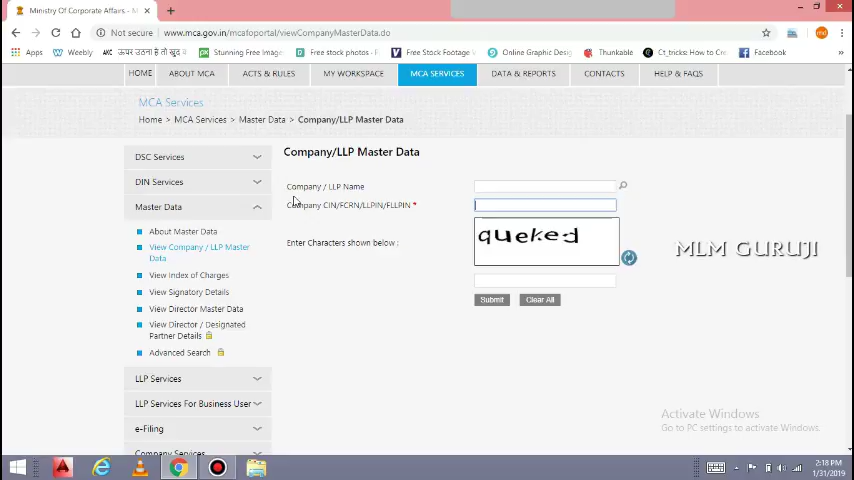 Ministry Of Corporate Affairs - M
Not secure
www.mca.gov.in/mcafoportal/viewCompanyMasterData.do
Apps
Weebly
ऊपर उठना है तो खुद
Stunning Free Image
Free stock photos
Free Stock Footage
Online Graphic Desig
Thunkable
Ct_tricks: How to Cre
Facebook
HOME
ABOUT MCA
ACTS & RULES
MY WORKSPACE
MCA SERVICES
DATA & REPORTS
CONTACTS
HELP & FAQS
MCA Services
Home > MCA Services > Master Data > Company/LLP Master Data
DSC Services
DIN Services
Master Data
About Master Data
View Company / LLP Master
Data
View Index of Charges
View Signatory Details
View Director Master Data
View Director / Designated
Partner Details
Advanced Search
LLP Services
LLP Services For Business User
e-Filing
Company Services
Company/LLP Master Data
Company / LLP Name
Company CIN/FCRN/LLPIN/FLLPIN *
Enter Characters shown below :
queked
Submit
Clear All
MLM GURUJI
Activate Windows
Go to PC settings to activate Windows.
2:18 PM
1/31/2019